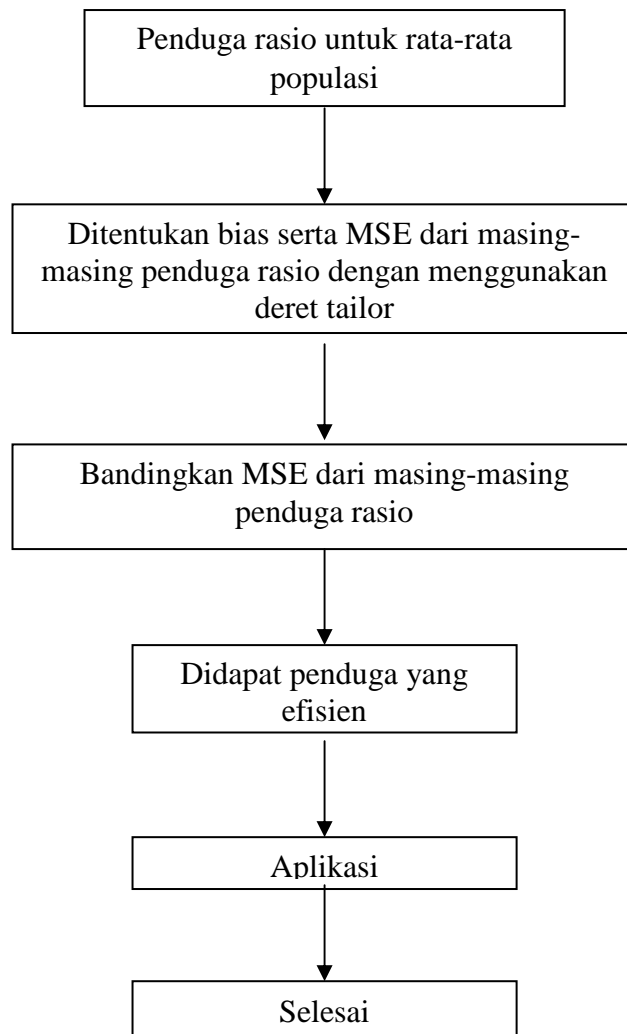 Penduga rasio untuk rata-rata
populasi
Ditentukan bias serta MSE dari masing-
masing penduga rasio dengan menggunakan
deret tailor
Bandingkan MSE dari masing-masing
penduga rasio
Didapat penduga yang
efisien
Aplikasi
Selesai